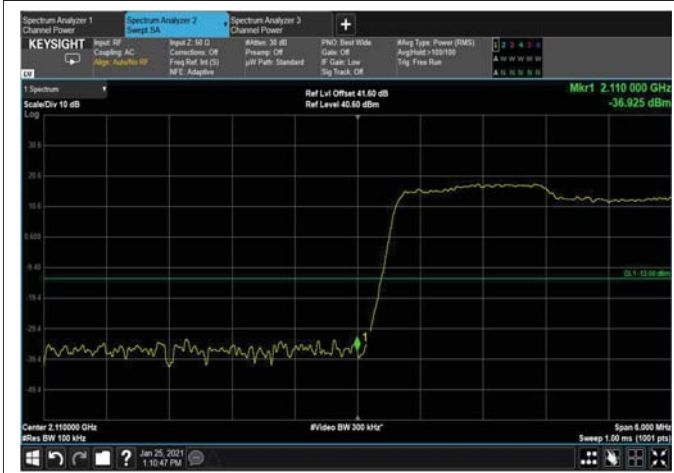 Spectrum Analyzer 1
Channel Power
Spectrum Analyzer 2
Swept SA
Spectrum Analyzer 3
Channel Power
+
KEYSIGHT
Input: RF
Coupling: AC
Align: Auto/No RF
Input Z: 50 Ω
Corrections: Off
Freq Ref: Int (S)
NFE: Adaptive
#Atten: 30 dB
Preamp: Off
µW Path: Standard
PNO: Best Wide
Gate: Off
IF Gain: Low
Sig Track: Off
#Avg Type: Power (RMS)
Avg|Hold: >100/100
Trig: Free Run
1 2 3 4 5 6
A W W W W W
A N N N N N
LXI
1 Spectrum
Scale/Div 10 dB
Log
Ref Lvl Offset 41.60 dB
Ref Level 40.60 dBm
Mkr1 2.110 000 GHz
-36.925 dBm
30.6
20.6
10.6
0.600
-9.40
DL1 -13.00 dBm
-19.4
-29.4
1
-39.4
-49.4
Center 2.110000 GHz
#Res BW 100 kHz
#Video BW 300 kHz*
Span 6.000 MHz
Sweep 1.00 ms (1001 pts)
?
Jan 25, 2021
1:10:47 PM